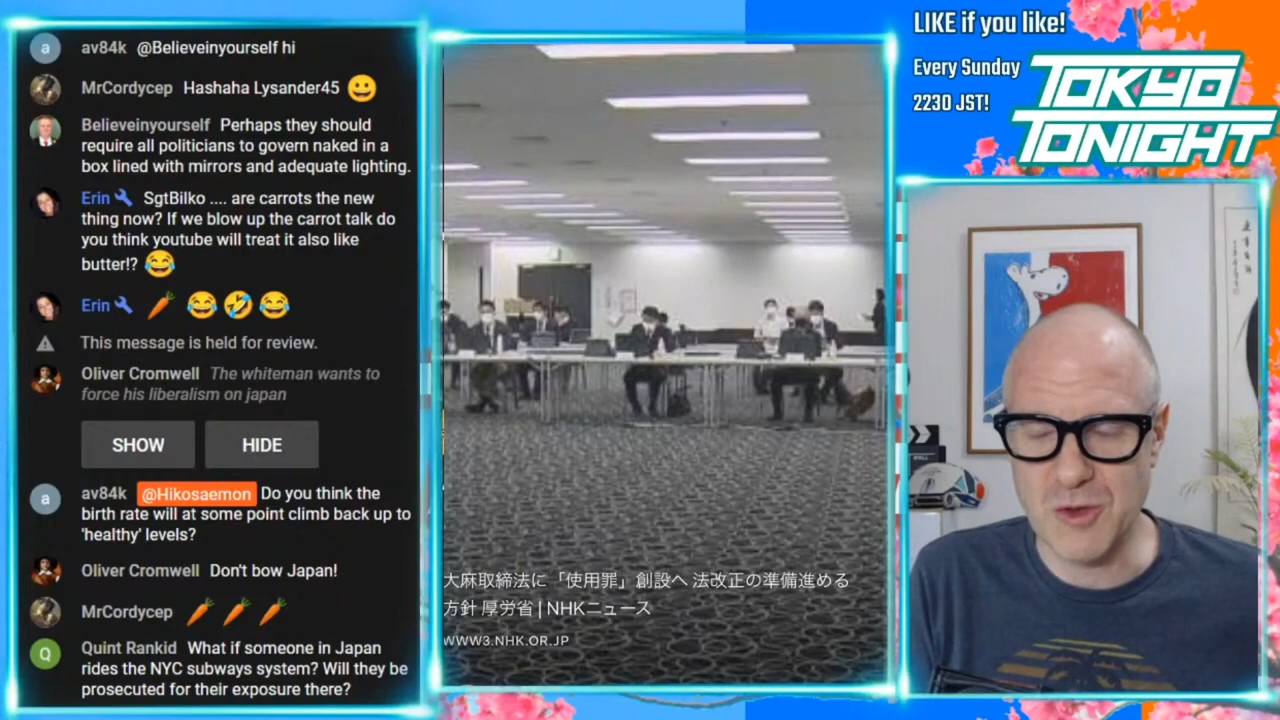 av84k @Believeinyourself hi
MrCordycep Hashaha Lysander45 😀
Believeinyourself Perhaps they should
require all politicians to govern naked in a
box lined with mirrors and adequate lighting.
Erin SgtBilko .... are carrots the new
thing now? If we blow up the carrot talk do
you think youtube will treat it also like
butter!? 😂
Erin 🥕 😂 🤣 😂
This message is held for review.
Oliver Cromwell The whiteman wants to
force his liberalism on japan
SHOW HIDE
av84k @Hikosaemon Do you think the
birth rate will at some point climb back up to
'healthy' levels?
Oliver Cromwell Don't bow Japan!
MrCordycep 🥕 🥕 🥕
Quint Rankid What if someone in Japan
rides the NYC subways system? Will they be
prosecuted for their exposure there?
大麻取締法に「使用罪」創設へ 法改正の準備進める
方針 厚労省 | NHKニュース
WWW3.NHK.OR.JP
LIKE if you like!
Every Sunday
2230 JST!
TOKYO
TONIGHT